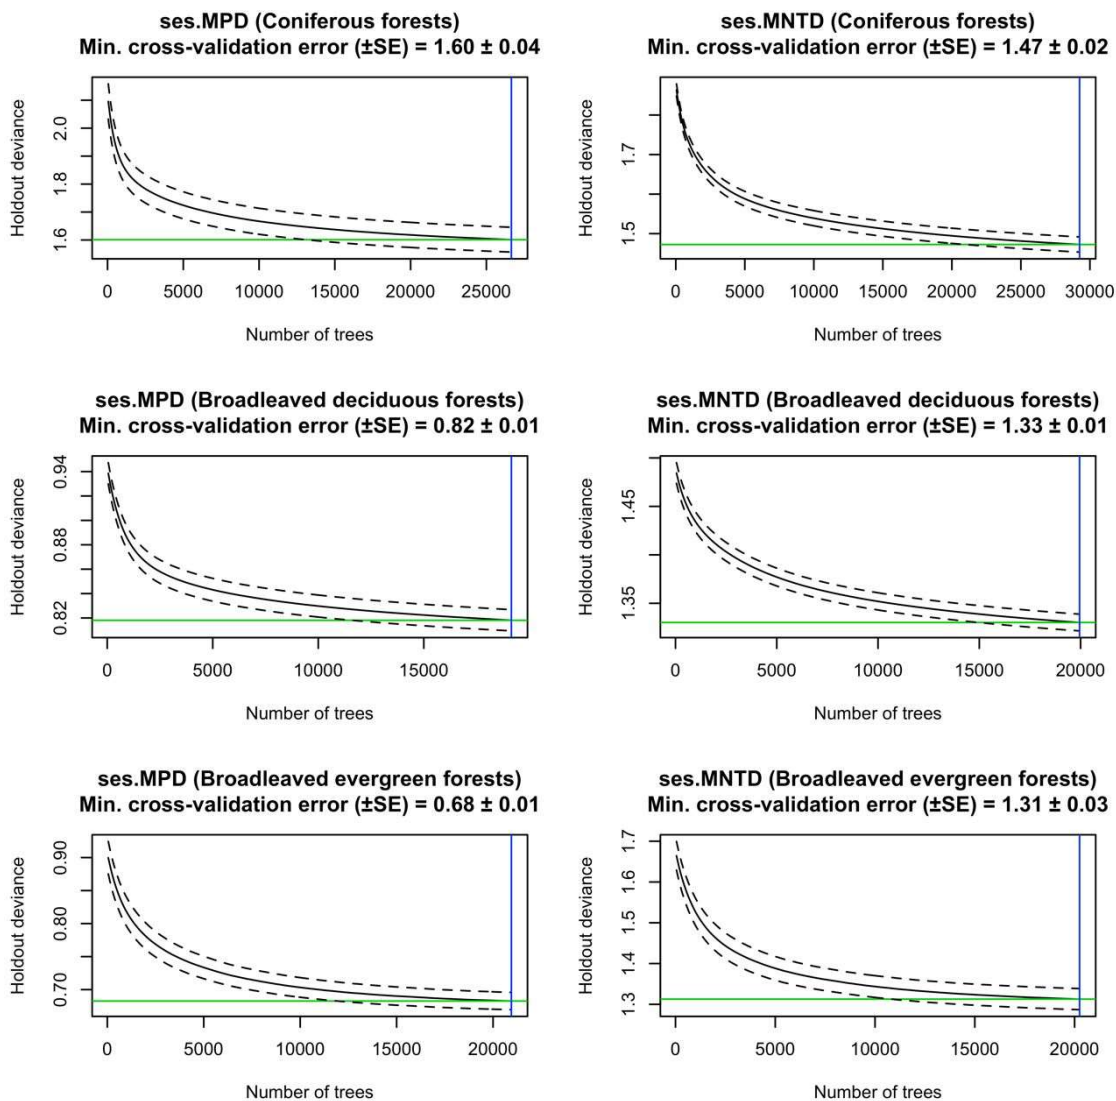 ses.MPD (Coniferous forests)
Min. cross-validation error (±SE) = 1.60 ± 0.04
Holdout deviance
2.0
1.8
1.6
0 5000 10000 15000 20000 25000
Number of trees
ses.MNTD (Coniferous forests)
Min. cross-validation error (±SE) = 1.47 ± 0.02
Holdout deviance
1.7
1.5
0 5000 10000 15000 20000 25000 30000
Number of trees
ses.MPD (Broadleaved deciduous forests)
Min. cross-validation error (±SE) = 0.82 ± 0.01
Holdout deviance
0.94
0.88
0.82
0 5000 10000 15000
Number of trees
ses.MNTD (Broadleaved deciduous forests)
Min. cross-validation error (±SE) = 1.33 ± 0.01
Holdout deviance
1.45
1.35
0 5000 10000 15000 20000
Number of trees
ses.MPD (Broadleaved evergreen forests)
Min. cross-validation error (±SE) = 0.68 ± 0.01
Holdout deviance
0.90
0.80
0.70
0 5000 10000 15000 20000
Number of trees
ses.MNTD (Broadleaved evergreen forests)
Min. cross-validation error (±SE) = 1.31 ± 0.03
Holdout deviance
1.7
1.6
1.5
1.4
1.3
0 5000 10000 15000 20000
Number of trees